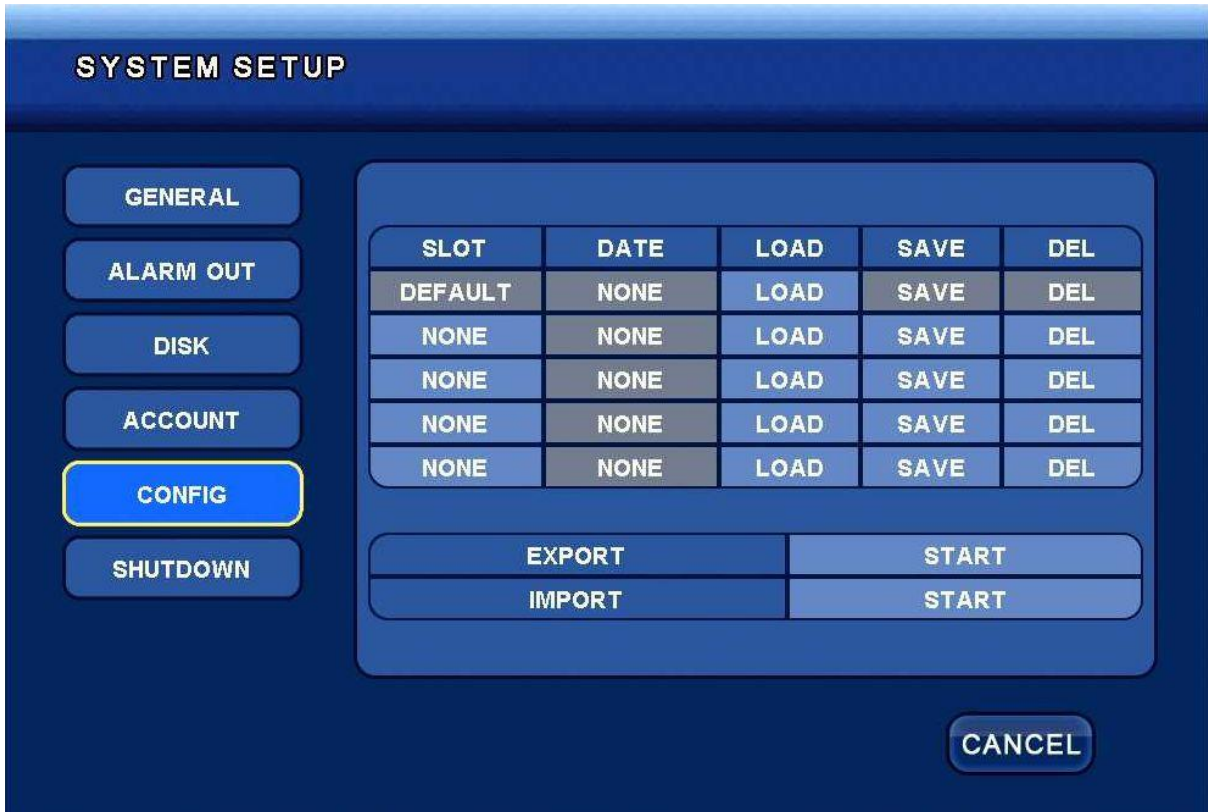 SYSTEM SETUP
GENERAL
ALARM OUT
DISK
ACCOUNT
CONFIG
SHUTDOWN
SLOT DATE LOAD SAVE DEL
DEFAULT NONE LOAD SAVE DEL
NONE NONE LOAD SAVE DEL
NONE NONE LOAD SAVE DEL
NONE NONE LOAD SAVE DEL
NONE NONE LOAD SAVE DEL
EXPORT START
IMPORT START
CANCEL